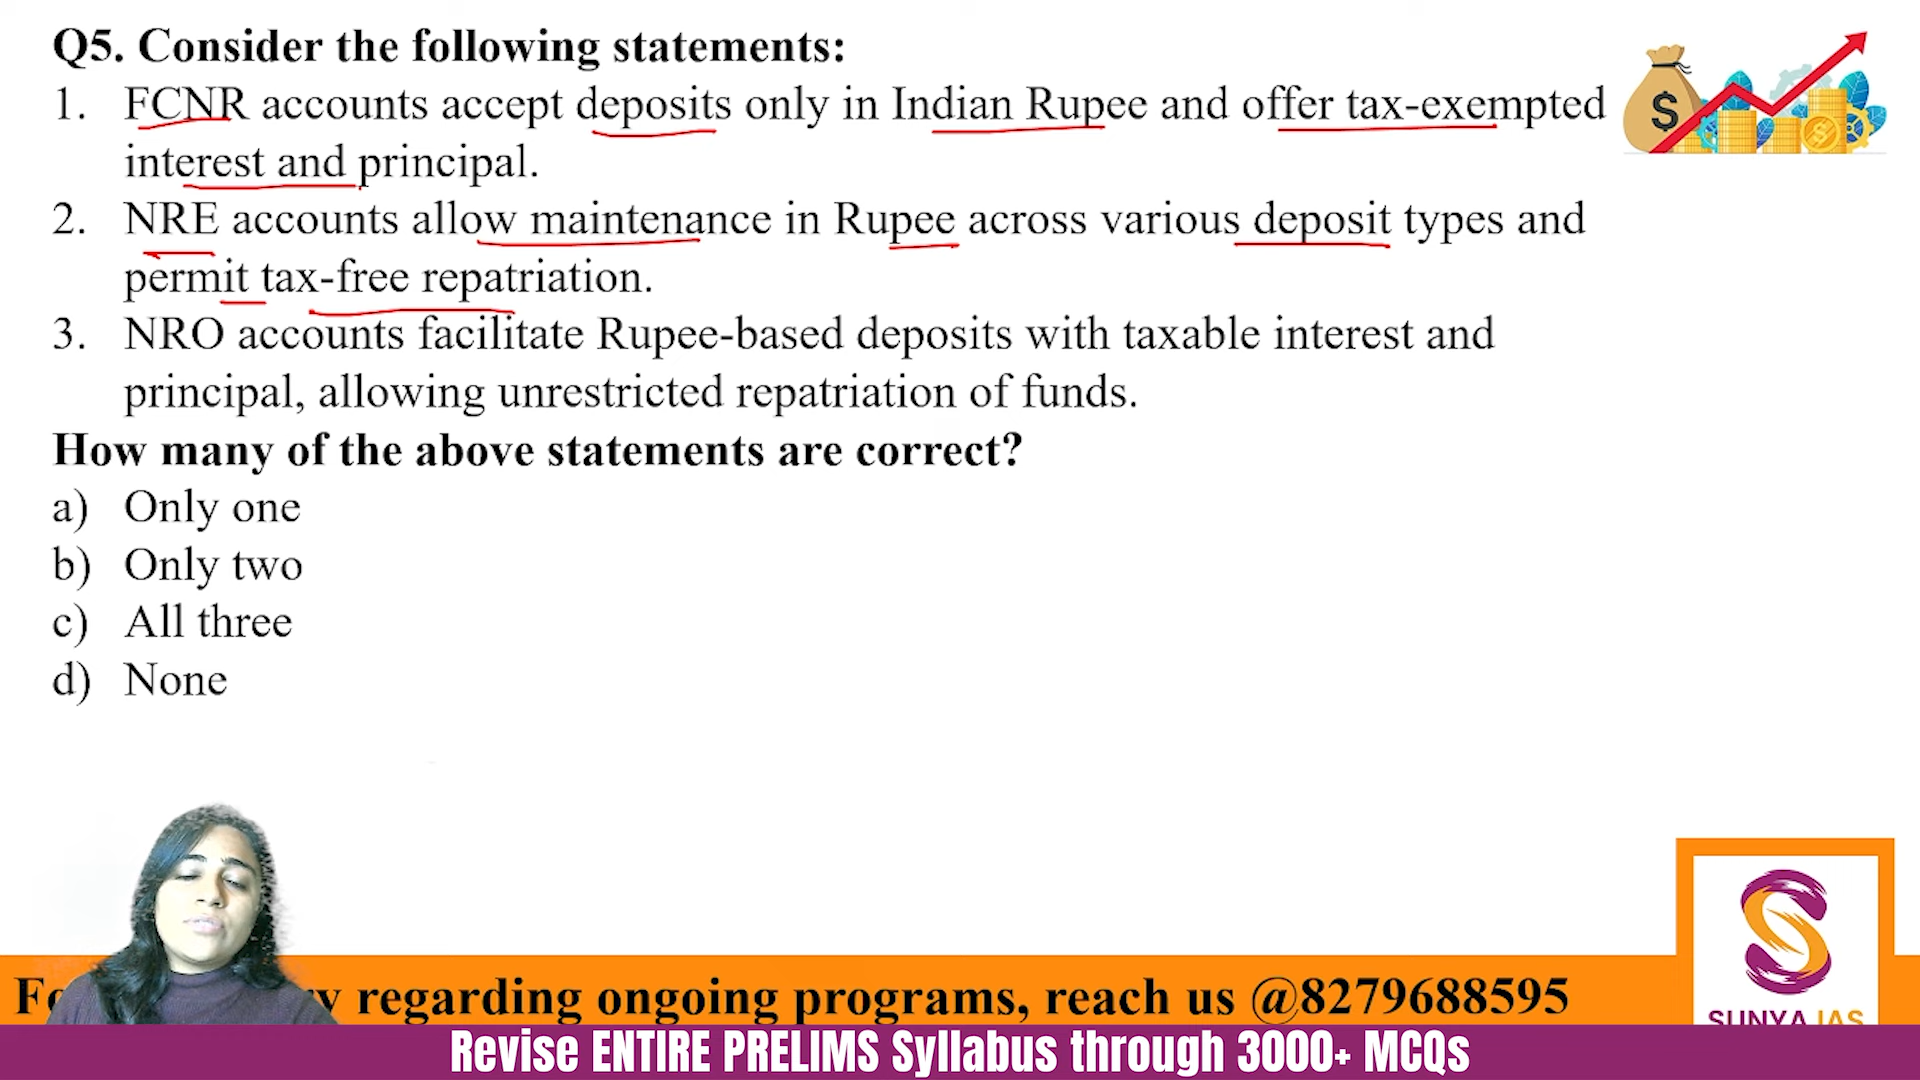 Q5. Consider the following statements:
1. FCNR accounts accept deposits only in Indian Rupee and offer tax-exempted
interest and principal.
2. NRE accounts allow maintenance in Rupee across various deposit types and
permit tax-free repatriation.
3. NRO accounts facilitate Rupee-based deposits with taxable interest and
principal, allowing unrestricted repatriation of funds.
How many of the above statements are correct?
a) Only one
b) Only two
c) All three
d) None
regarding ongoing programs, reach us @8279688595
SUNYA IAS
Revise ENTIRE PRELIMS Syllabus through 3000+ MCQs